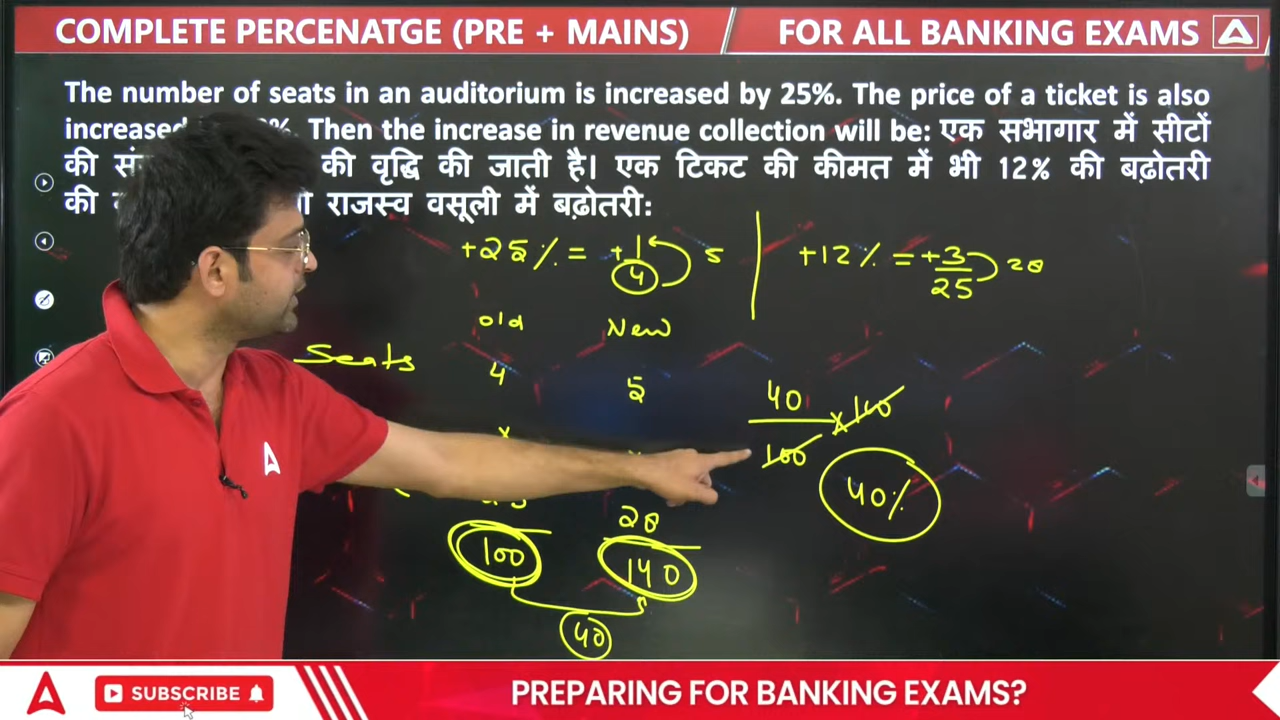 COMPLETE PERCENATGE (PRE + MAINS) FOR ALL BANKING EXAMS
The number of seats in an auditorium is increased by 25%. The price of a ticket is also
increased %. Then the increase in revenue collection will be: एक सभागार में सीटों
की की वृद्धि की जाती है। एक टिकट की कीमत में भी 12% की बढ़ोतरी
की राजस्व वसूली में बढ़ोतरी:
+25% = +1/4 5
+12% = +3/25 28
old New
Seats 4 5
x
28
100 140
40
40/100 x 100
40%
SUBSCRIBE
PREPARING FOR BANKING EXAMS?